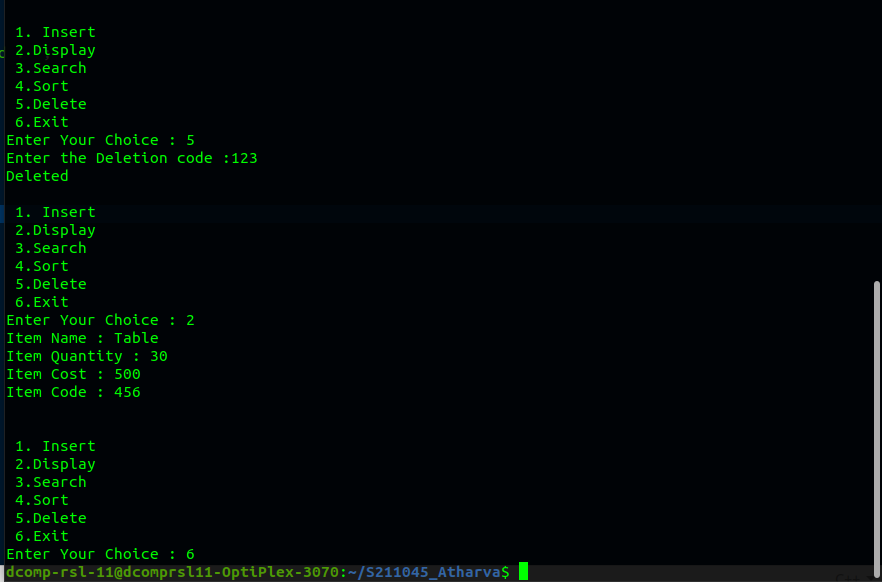 1. Insert
2.Display
3.Search
4.Sort
5.Delete
6.Exit
Enter Your Choice : 5
Enter the Deletion code :123
Deleted
1. Insert
2.Display
3.Search
4.Sort
5.Delete
6.Exit
Enter Your Choice : 2
Item Name : Table
Item Quantity : 30
Item Cost : 500
Item Code : 456
1. Insert
2.Display
3.Search
4.Sort
5.Delete
6.Exit
Enter Your Choice : 6
dcomp-rsl-11@dcomprsl11-OptiPlex-3070:~/S211045_Atharva$